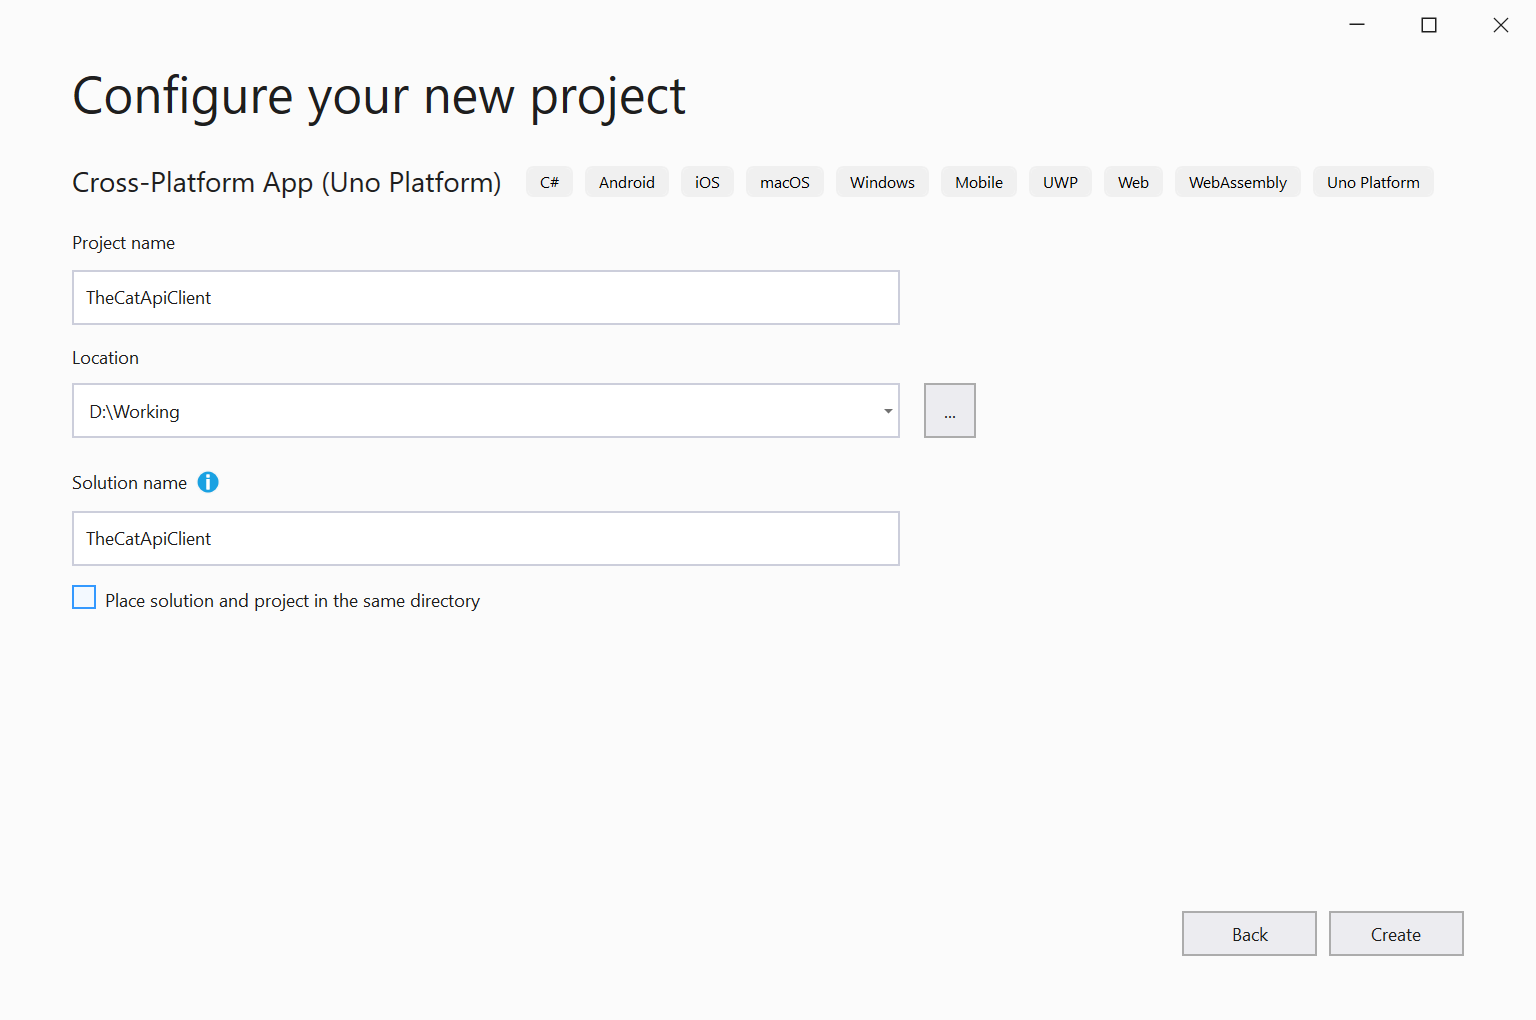 Configure your new project
Cross-Platform App (Uno Platform) C# Android iOS macOS Windows Mobile UWP Web WebAssembly Uno Platform
Project name
TheCatApiClient
Location
D:\Working
...
Solution name
TheCatApiClient
Place solution and project in the same directory
Back Create